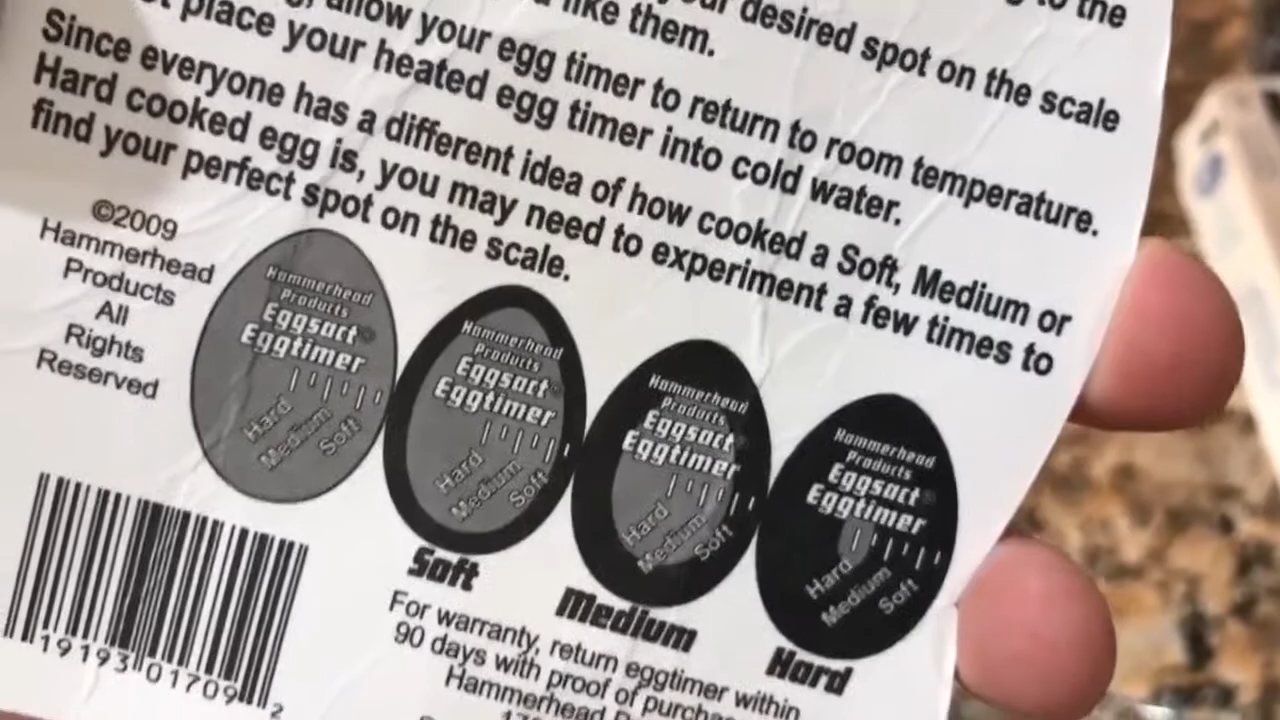 to the
your desired spot on the scale
like them.
allow your egg timer to return to room temperature.
place your heated egg timer into cold water.
Since everyone has a different idea of how cooked a Soft, Medium or
Hard cooked egg is, you may need to experiment a few times to
find your perfect spot on the scale.
©2009
Hammerhead
Products
All
Rights
Reserved
Hammerhead
Products
Eggsact
Eggtimer
Hard
Medium
Soft
Hammerhead
Products
Eggsact
Eggtimer
Hard
Medium
Soft
Hammerhead
Products
Eggsact
Eggtimer
Hard
Medium
Soft
Hammerhead
Products
Eggsact
Eggtimer
Hard
Medium
Soft
Soft
Medium
Hard
For warranty, return eggtimer within
90 days with proof of
Hammerhead
19193 01709 2